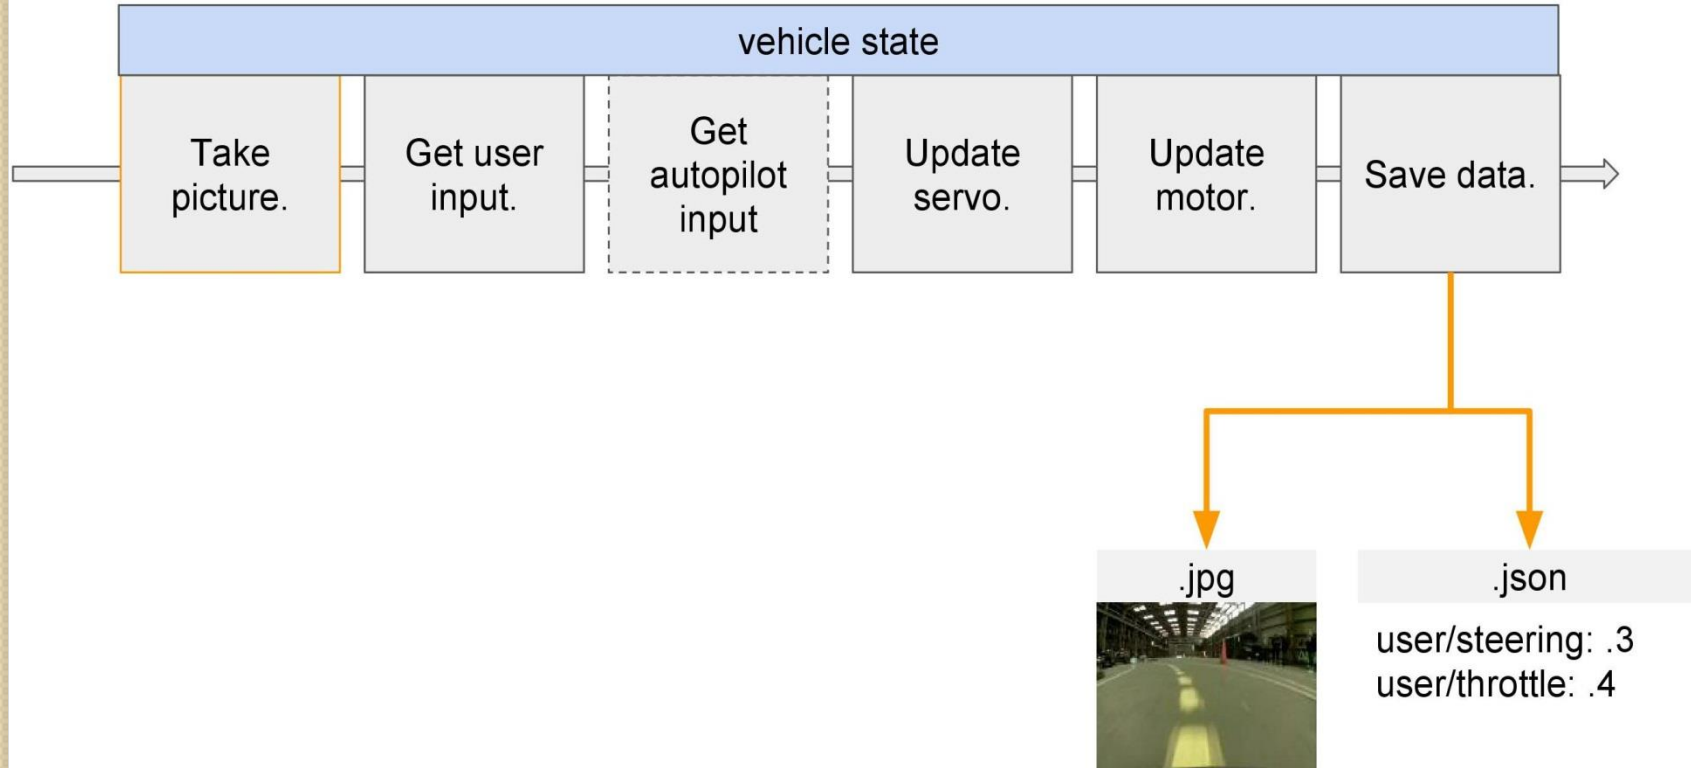 vehicle state
Take
picture.
Get user
input.
Get
autopilot
input
Update
servo.
Update
motor.
Save data.
.jpg
.json
user/steering: .3
user/throttle: .4